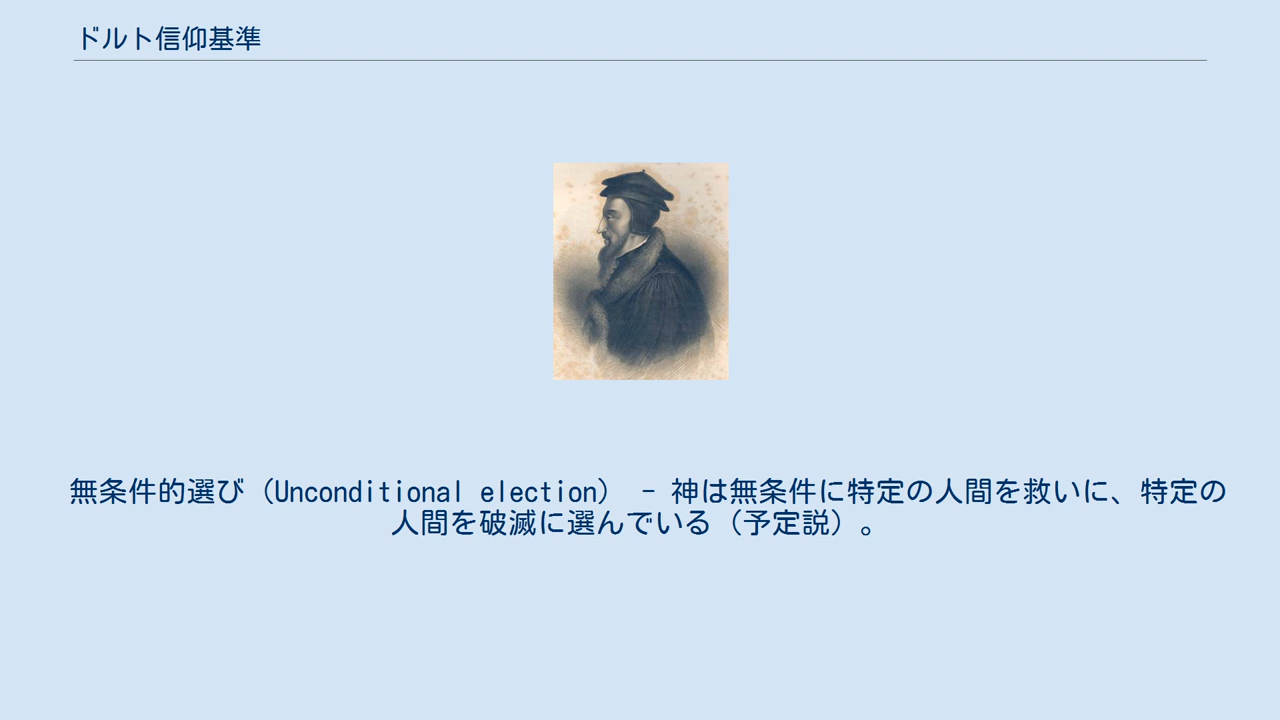 ドルト信仰基準
無条件的選び（Unconditional election） － 神は無条件に特定の人間を救いに、特定の
人間を破滅に選んでいる（予定説）。